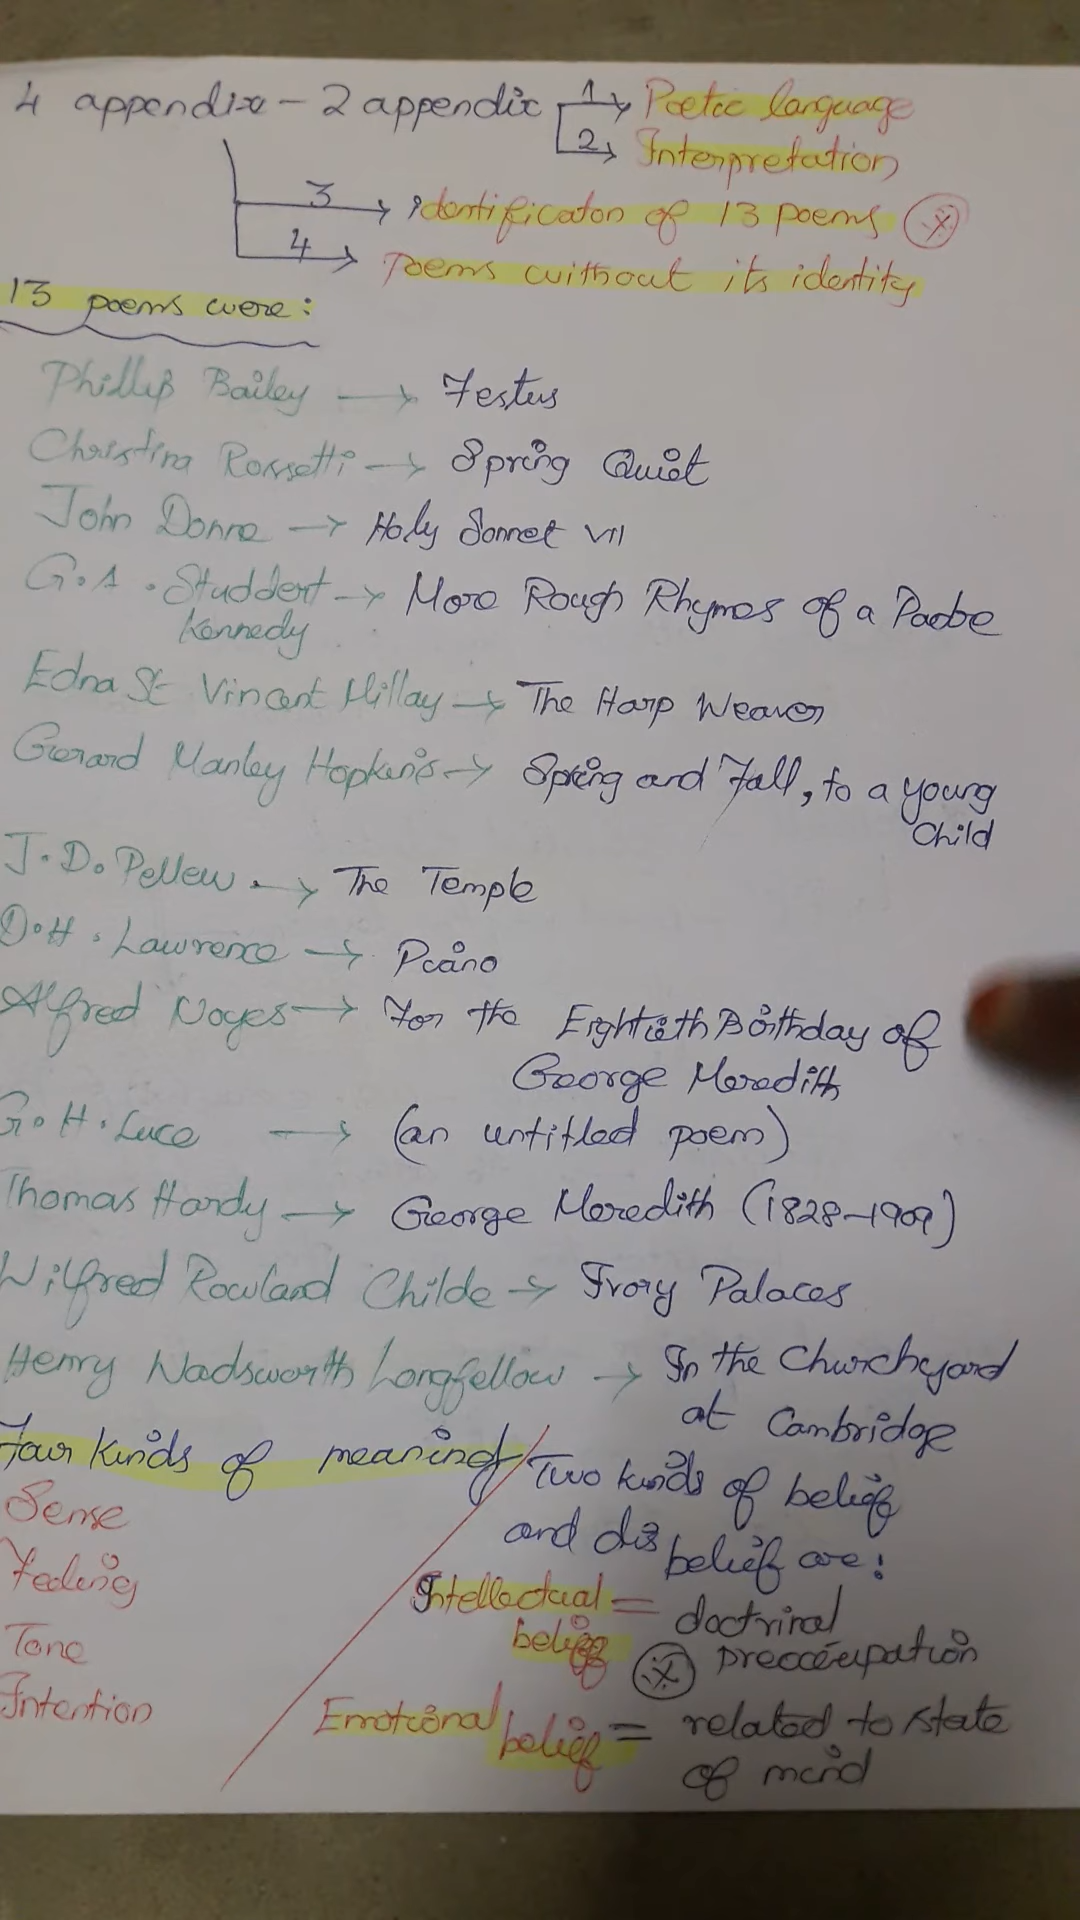 4 appendix - 2 appendix 1 → Poetic language
2 → Interpretation
3 → identificaton of 13 poems
4 → poems without its identity
13 poems were:
Phillip Bailey → Festus
Christina Rossetti → Spring Quiet
John Donne → Holy Sonnet VII
G.A. Studdert Kennedy → More Rough Rhymes of a Padre
Edna St Vincent Millay → The Harp Weaver
Gerard Manley Hopkins → Spring and Fall, to a young
Child
J.D. Pellew → The Temple
D.H. Lawrence → Piano
Alfred Noyes → For the Eightieth Birthday of
George Meredith
G.H. Luce → (an untitled poem)
Thomas Hardy → George Meredith (1828-1909)
Wilfred Rowland Childe → Ivory Palaces
Henry Wadsworth Longfellow → In the Churchyard
at Cambridge
Four kinds of meaning
Sense
Feeling
Tone
Intention
Two kinds of belief
and dis belief are:
Intellectual belief = doctrinal
preoccupation
Emotional belief = related to state
of mind